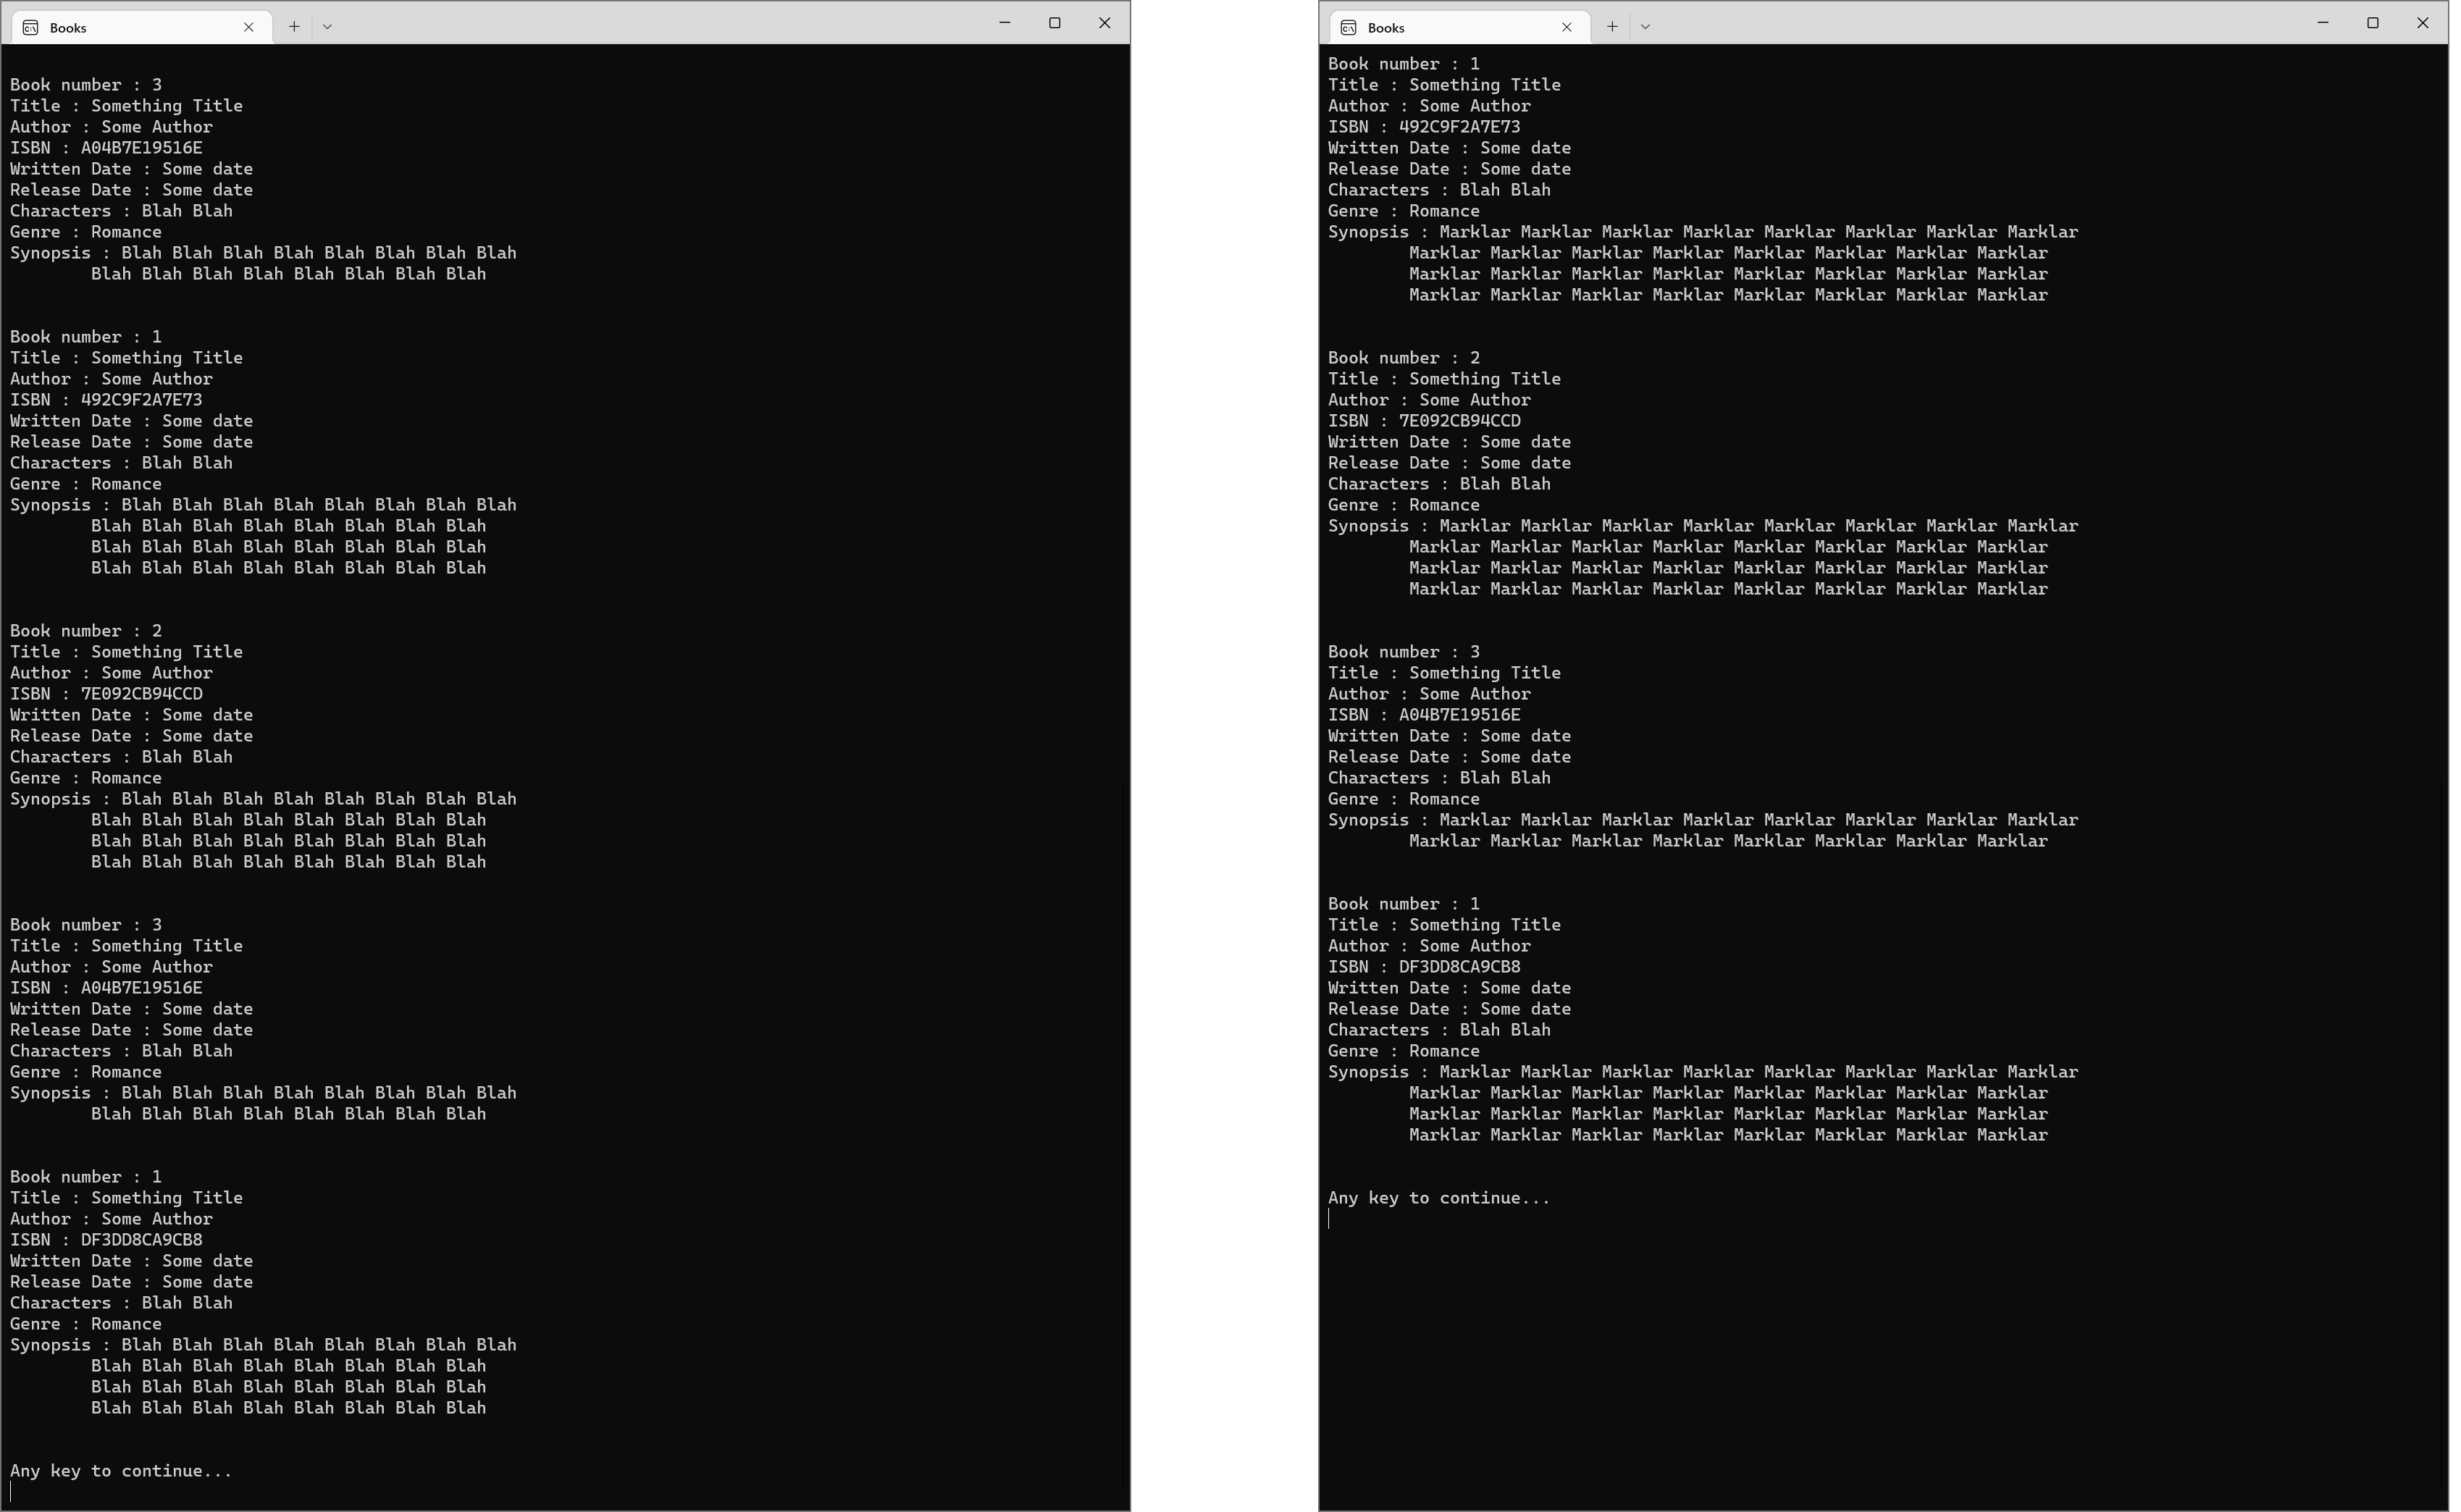 Books
Book number : 3
Title : Something Title
Author : Some Author
ISBN : A04B7E19516E
Written Date : Some date
Release Date : Some date
Characters : Blah Blah
Genre : Romance
Synopsis : Blah Blah Blah Blah Blah Blah Blah Blah
Blah Blah Blah Blah Blah Blah Blah Blah
Book number : 1
Title : Something Title
Author : Some Author
ISBN : 492C9F2A7E73
Written Date : Some date
Release Date : Some date
Characters : Blah Blah
Genre : Romance
Synopsis : Blah Blah Blah Blah Blah Blah Blah Blah
Blah Blah Blah Blah Blah Blah Blah Blah
Blah Blah Blah Blah Blah Blah Blah Blah
Blah Blah Blah Blah Blah Blah Blah Blah
Book number : 2
Title : Something Title
Author : Some Author
ISBN : 7E092CB94CCD
Written Date : Some date
Release Date : Some date
Characters : Blah Blah
Genre : Romance
Synopsis : Blah Blah Blah Blah Blah Blah Blah Blah
Blah Blah Blah Blah Blah Blah Blah Blah
Blah Blah Blah Blah Blah Blah Blah Blah
Blah Blah Blah Blah Blah Blah Blah Blah
Book number : 3
Title : Something Title
Author : Some Author
ISBN : A04B7E19516E
Written Date : Some date
Release Date : Some date
Characters : Blah Blah
Genre : Romance
Synopsis : Blah Blah Blah Blah Blah Blah Blah Blah
Blah Blah Blah Blah Blah Blah Blah Blah
Book number : 1
Title : Something Title
Author : Some Author
ISBN : DF3DD8CA9CB8
Written Date : Some date
Release Date : Some date
Characters : Blah Blah
Genre : Romance
Synopsis : Blah Blah Blah Blah Blah Blah Blah Blah
Blah Blah Blah Blah Blah Blah Blah Blah
Blah Blah Blah Blah Blah Blah Blah Blah
Blah Blah Blah Blah Blah Blah Blah Blah
Any key to continue...
Books
Book number : 1
Title : Something Title
Author : Some Author
ISBN : 492C9F2A7E73
Written Date : Some date
Release Date : Some date
Characters : Blah Blah
Genre : Romance
Synopsis : Marklar Marklar Marklar Marklar Marklar Marklar Marklar Marklar
Marklar Marklar Marklar Marklar Marklar Marklar Marklar Marklar
Marklar Marklar Marklar Marklar Marklar Marklar Marklar Marklar
Marklar Marklar Marklar Marklar Marklar Marklar Marklar Marklar
Book number : 2
Title : Something Title
Author : Some Author
ISBN : 7E092CB94CCD
Written Date : Some date
Release Date : Some date
Characters : Blah Blah
Genre : Romance
Synopsis : Marklar Marklar Marklar Marklar Marklar Marklar Marklar Marklar
Marklar Marklar Marklar Marklar Marklar Marklar Marklar Marklar
Marklar Marklar Marklar Marklar Marklar Marklar Marklar Marklar
Marklar Marklar Marklar Marklar Marklar Marklar Marklar Marklar
Book number : 3
Title : Something Title
Author : Some Author
ISBN : A04B7E19516E
Written Date : Some date
Release Date : Some date
Characters : Blah Blah
Genre : Romance
Synopsis : Marklar Marklar Marklar Marklar Marklar Marklar Marklar Marklar
Marklar Marklar Marklar Marklar Marklar Marklar Marklar Marklar
Book number : 1
Title : Something Title
Author : Some Author
ISBN : DF3DD8CA9CB8
Written Date : Some date
Release Date : Some date
Characters : Blah Blah
Genre : Romance
Synopsis : Marklar Marklar Marklar Marklar Marklar Marklar Marklar Marklar
Marklar Marklar Marklar Marklar Marklar Marklar Marklar Marklar
Marklar Marklar Marklar Marklar Marklar Marklar Marklar Marklar
Marklar Marklar Marklar Marklar Marklar Marklar Marklar Marklar
Any key to continue...